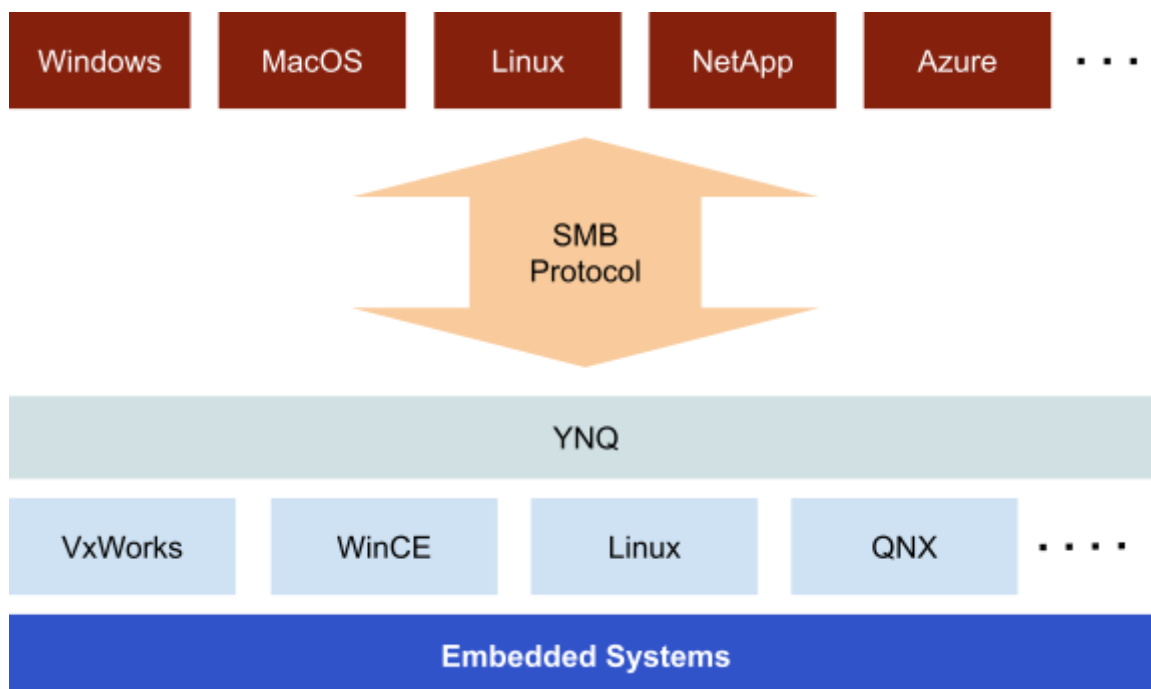 Windows MacOS Linux NetApp Azure ...
SMB
Protocol
YNQ
VxWorks WinCE Linux QNX ....
Embedded Systems